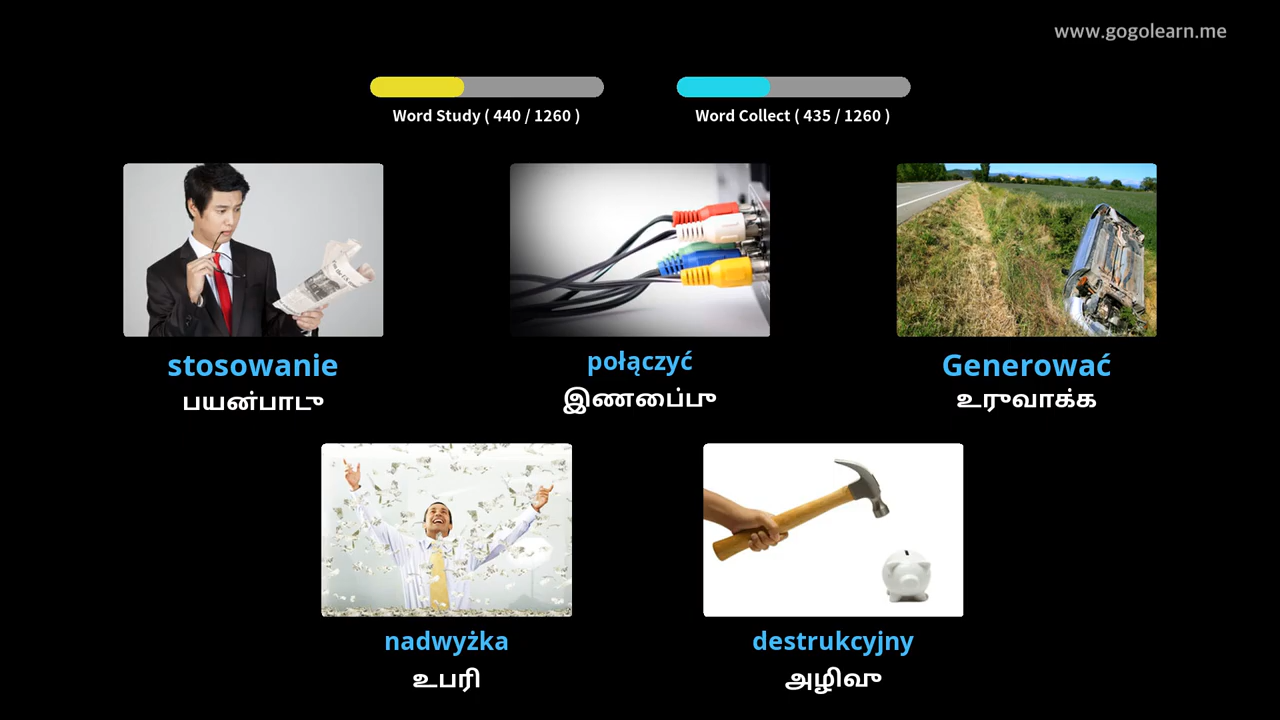 www.gogolearn.me
Word Study ( 440 / 1260 )
Word Collect ( 435 / 1260 )
stosowanie
połączyć
Generować
பயன்பாடு
இணைப்பு
உருவாக்க
nadwyżka
destrukcyjny
உபரி
அழிவு